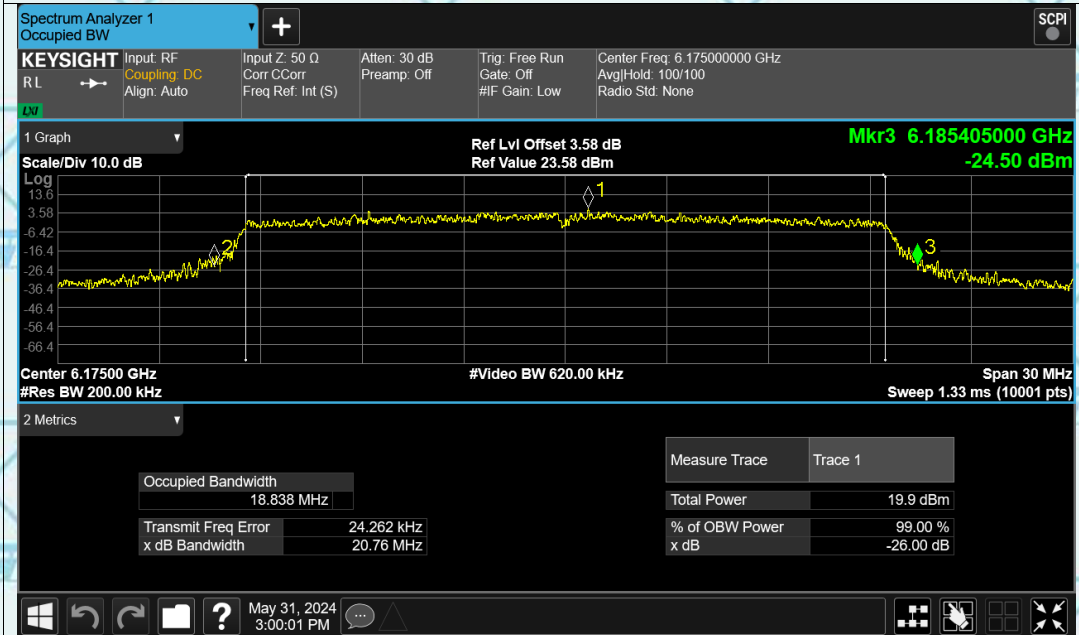 Spectrum Analyzer 1
Occupied BW
SCPI
KEYSIGHT
R L
LXI
Input: RF
Coupling: DC
Align: Auto
Input Z: 50 Ω
Corr CCorr
Freq Ref: Int (S)
Atten: 30 dB
Preamp: Off
Trig: Free Run
Gate: Off
#IF Gain: Low
Center Freq: 6.175000000 GHz
Avg|Hold: 100/100
Radio Std: None
1 Graph
Scale/Div 10.0 dB
Ref Lvl Offset 3.58 dB
Ref Value 23.58 dBm
Mkr3 6.185405000 GHz
-24.50 dBm
Log
13.6
3.58
-6.42
-16.4
-26.4
-36.4
-46.4
-56.4
-66.4
1
2
3
Center 6.17500 GHz
#Video BW 620.00 kHz
Span 30 MHz
#Res BW 200.00 kHz
Sweep 1.33 ms (10001 pts)
2 Metrics
Measure Trace Trace 1
Occupied Bandwidth
18.838 MHz
Total Power 19.9 dBm
Transmit Freq Error 24.262 kHz
% of OBW Power 99.00 %
x dB Bandwidth 20.76 MHz
x dB -26.00 dB
?
May 31, 2024
3:00:01 PM